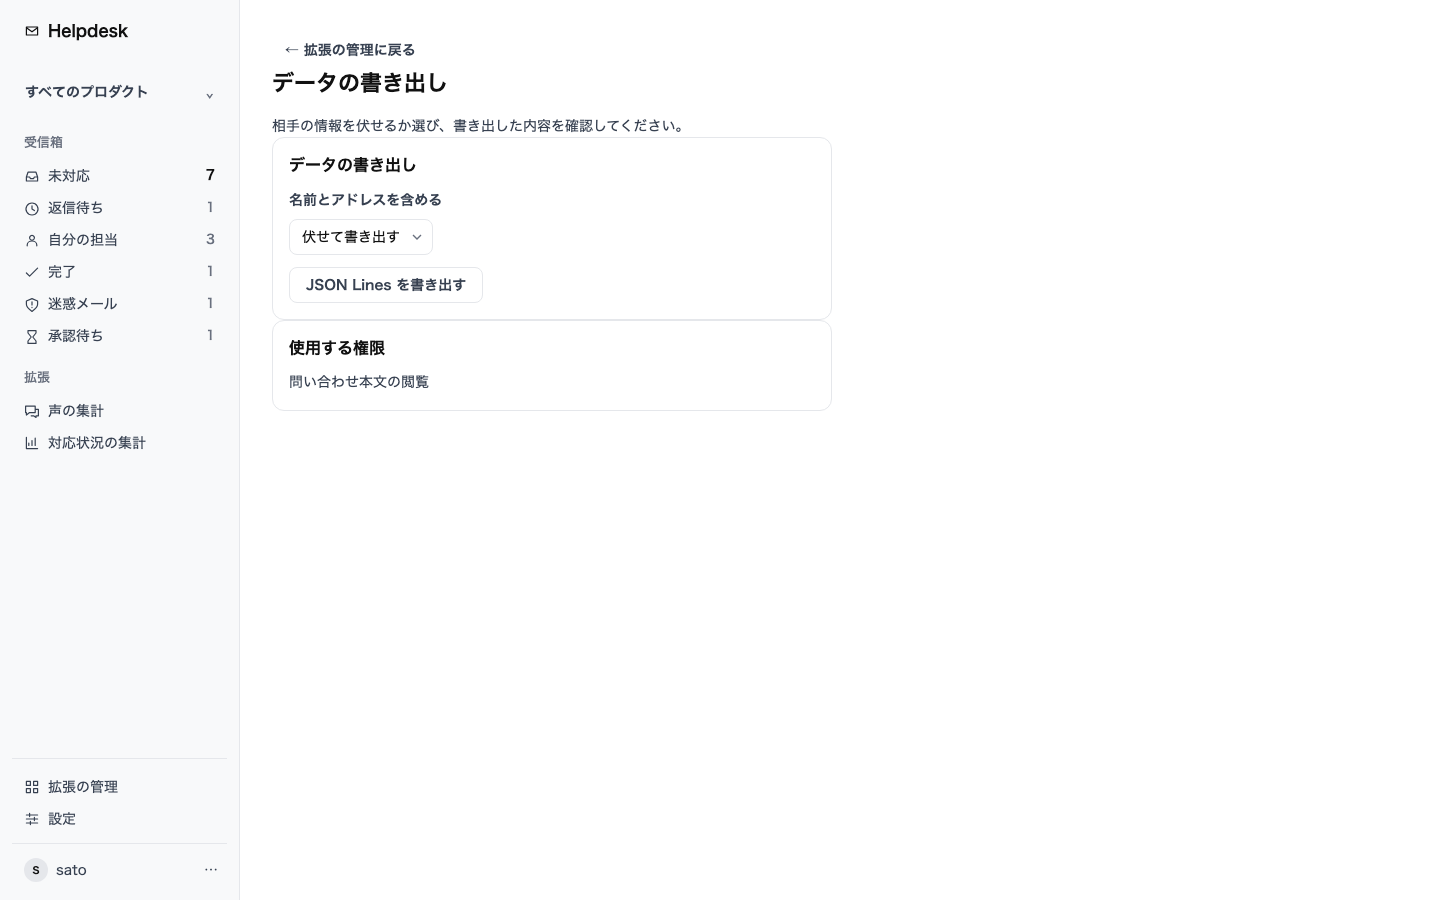 Helpdesk
すべてのプロダクト
受信箱
未対応 7
返信待ち 1
自分の担当 3
完了 1
迷惑メール 1
承認待ち 1
拡張
声の集計
対応状況の集計
拡張の管理
設定
S sato ...
← 拡張の管理に戻る
データの書き出し
相手の情報を伏せるか選び、書き出した内容を確認してください。
データの書き出し
名前とアドレスを含める
伏せて書き出す
JSON Lines を書き出す
使用する権限
問い合わせ本文の閲覧